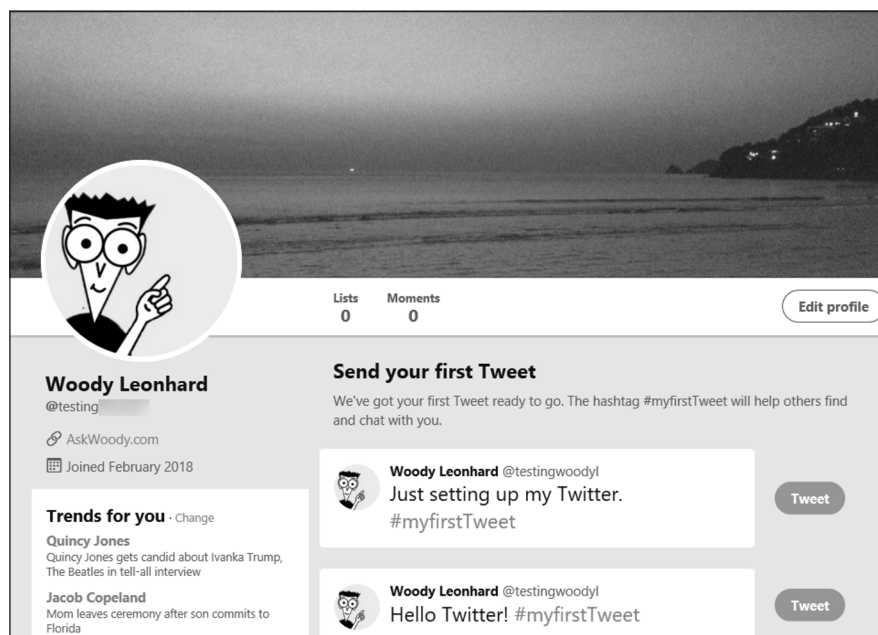 Lists
Moments
0
0
Edit profile
Woody Leonhard
@testing
AskWoody.com
Joined February 2018
Trends for you · Change
Quincy Jones
Quincy Jones gets candid about Ivanka Trump,
The Beatles in tell-all interview
Jacob Copeland
Mom leaves ceremony after son commits to
Florida
Send your first Tweet
We've got your first Tweet ready to go. The hashtag #myfirstTweet will help others find
and chat with you.
Woody Leonhard @testingwoodyl
Just setting up my Twitter.
#myfirstTweet
Tweet
Woody Leonhard @testingwoodyl
Hello Twitter! #myfirstTweet
Tweet